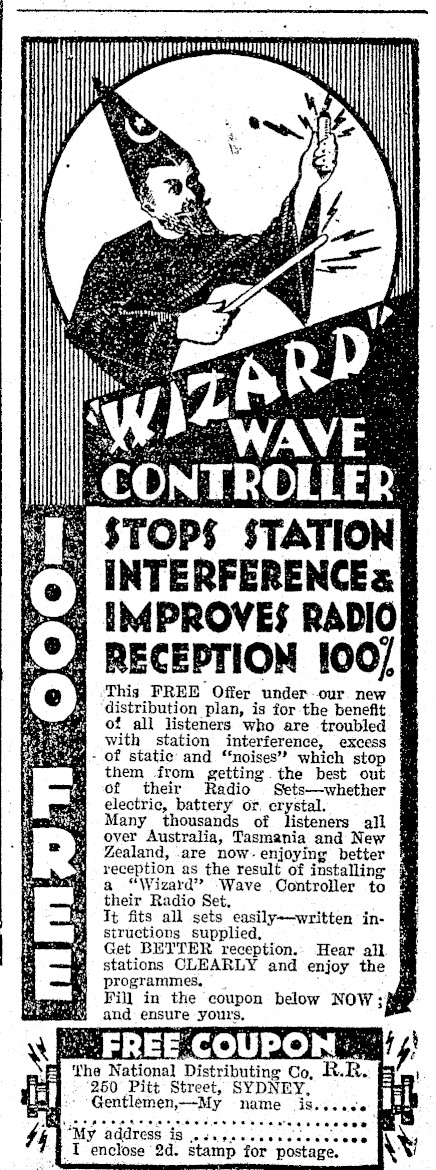 "WIZARD"
WAVE
CONTROLLER
1000 FREE
STOPS STATION
INTERFERENCE &
IMPROVES RADIO
RECEPTION 100%
This FREE Offer under our new
distribution plan, is for the benefit
of all listeners who are troubled
with station interference, excess
of static and "noises" which stop
them from getting the best out
of their Radio Sets—whether
electric, battery or crystal.
Many thousands of listeners all
over Australia, Tasmania and New
Zealand, are now enjoying better
reception as the result of installing
a "Wizard" Wave Controller to
their Radio Set.
It fits all sets easily—written in-
structions supplied.
Get BETTER reception. Hear all
stations CLEARLY and enjoy the
programmes.
Fill in the coupon below NOW;
and ensure yours.
FREE COUPON
The National Distributing Co. R.R.
250 Pitt Street, SYDNEY.
Gentlemen,—My name is......
..............................
My address is ..................
I enclose 2d. stamp for postage.